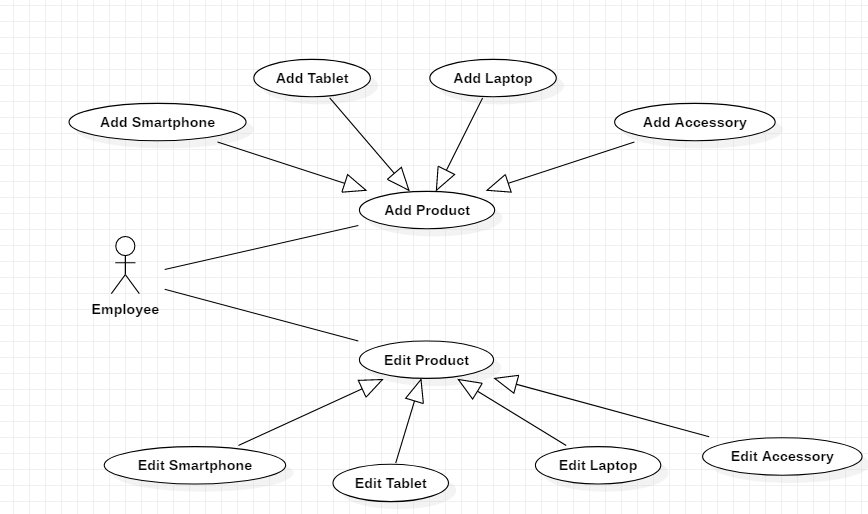 Add Tablet
Add Laptop
Add Smartphone
Add Accessory
Add Product
Employee
Edit Product
Edit Smartphone
Edit Tablet
Edit Laptop
Edit Accessory